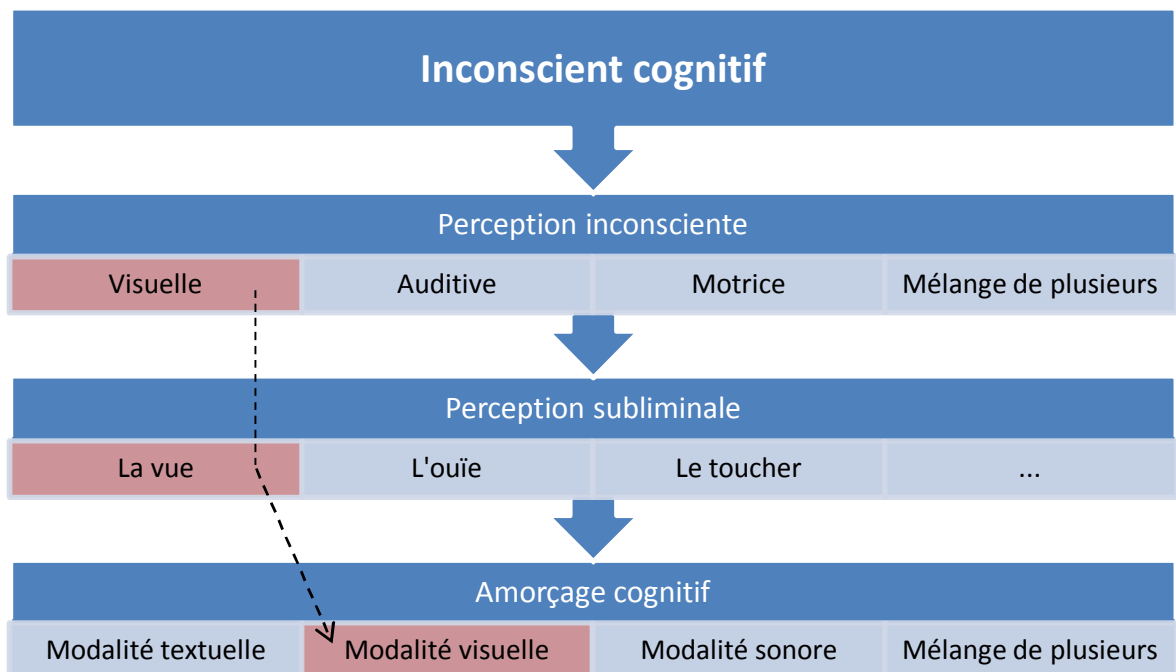 Inconscient cognitif
Perception inconsciente
Visuelle
Auditive
Motrice
Mélange de plusieurs
Perception subliminale
La vue
L'ouïe
Le toucher
...
Amorçage cognitif
Modalité textuelle
Modalité visuelle
Modalité sonore
Mélange de plusieurs